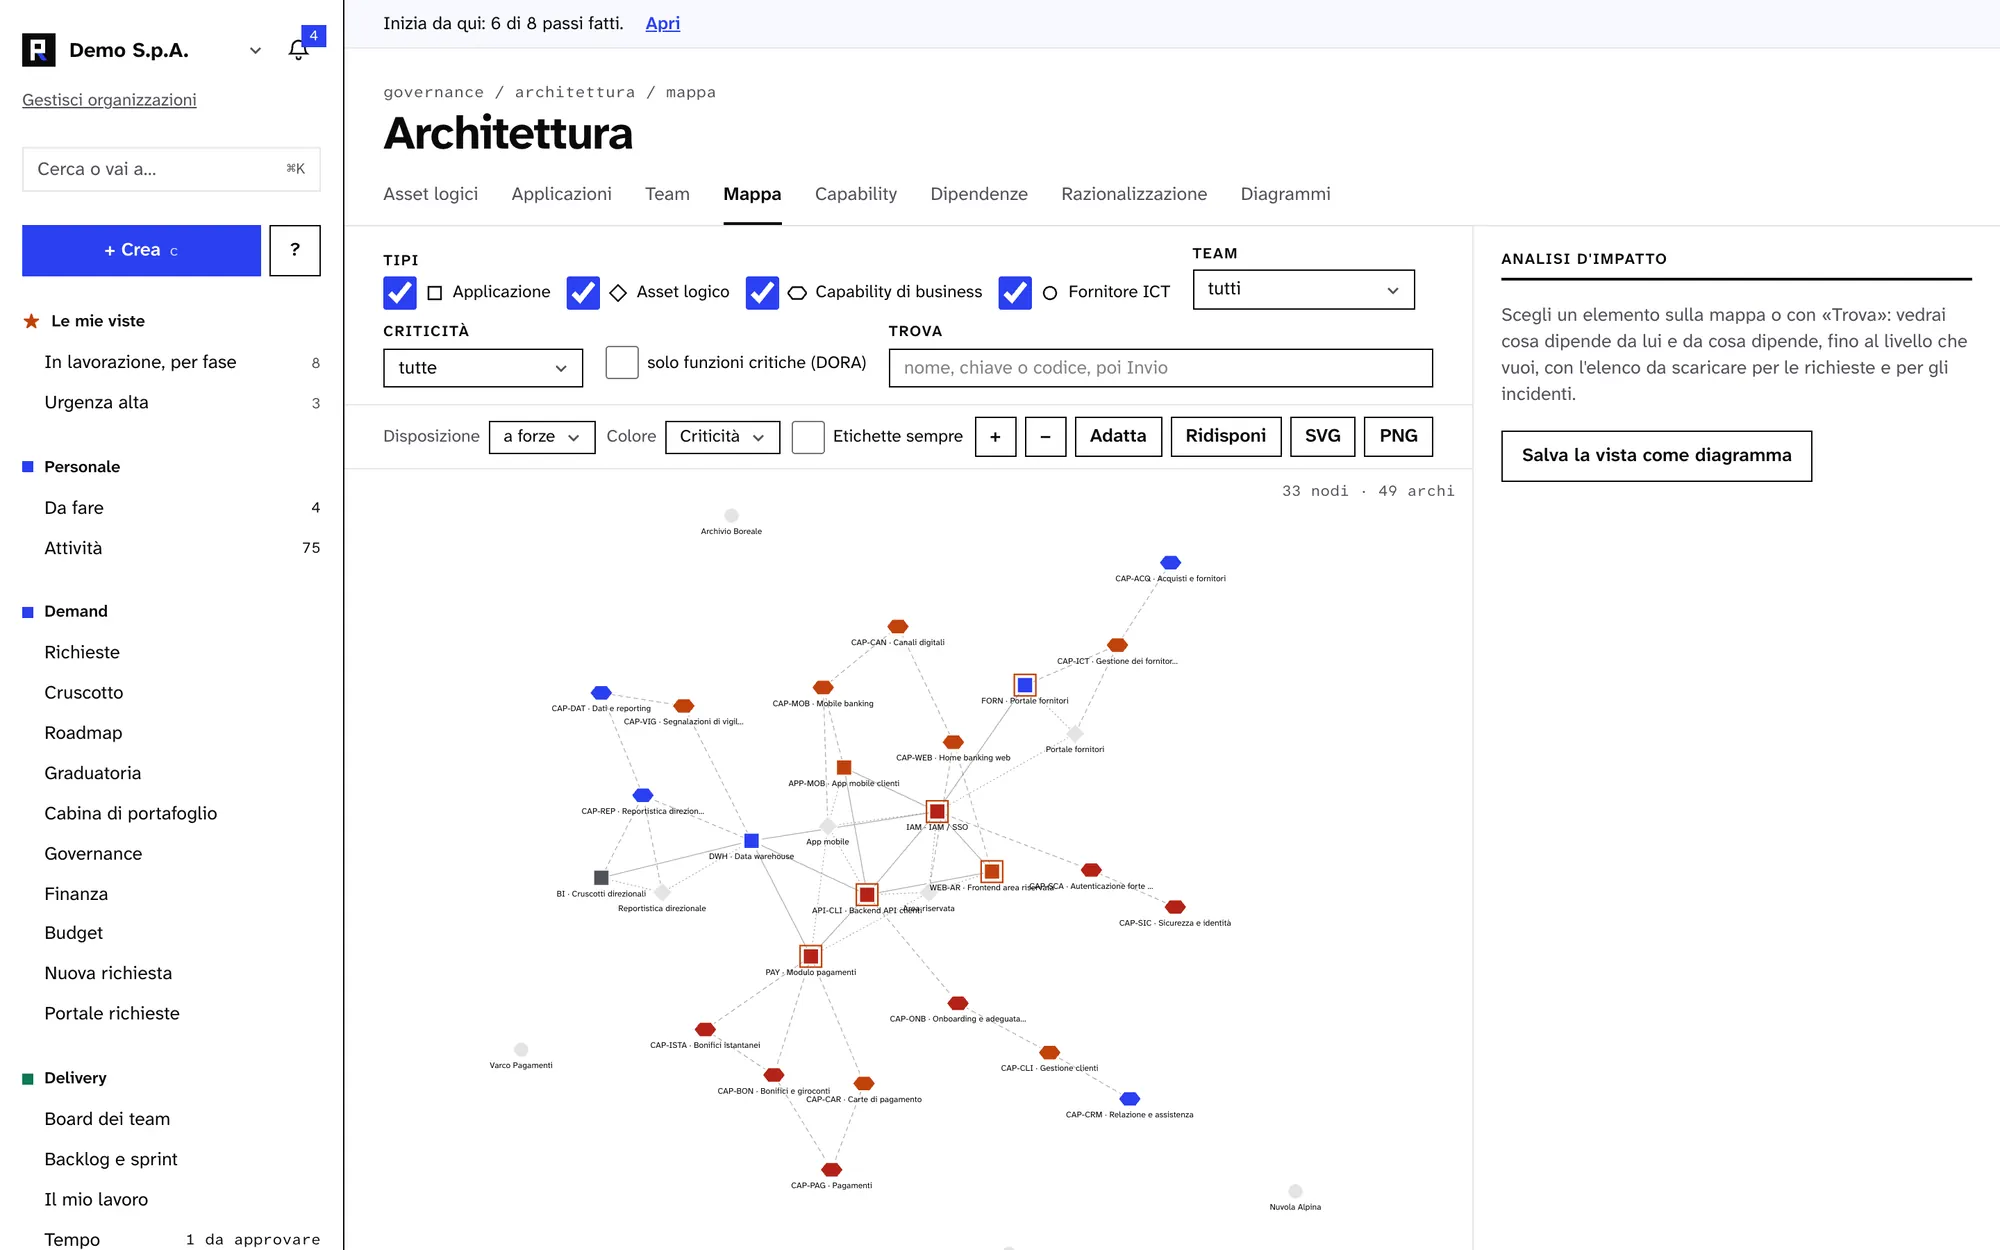 Demo S.p.A.
4
Gestisci organizzazioni
Cerca o vai a... ⌘K
+ Crea c
?
Le mie viste
In lavorazione, per fase 8
Urgenza alta 3
Personale
Da fare 4
Attività 75
Demand
Richieste
Cruscotto
Roadmap
Graduatoria
Cabina di portafoglio
Governance
Finanza
Budget
Nuova richiesta
Portale richieste
Delivery
Board dei team
Backlog e sprint
Il mio lavoro
Tempo 1 da approvare
Inizia da qui: 6 di 8 passi fatti. Apri
governance / architettura / mappa
Architettura
Asset logici Applicazioni Team Mappa Capability Dipendenze Razionalizzazione Diagrammi
TIPI
Applicazione Asset logico Capability di business Fornitore ICT
TEAM
tutti
CRITICITÀ
tutte
solo funzioni critiche (DORA)
TROVA
nome, chiave o codice, poi Invio
Disposizione a forze Colore Criticità Etichette sempre + − Adatta Ridisponi SVG PNG
33 nodi · 49 archi
Archivio Boreale
CAP-ACQ · Acquisti e fornitori
CAP-CAN · Canali digitali
CAP-ICT · Gestione dei fornitor...
FORN · Portale fornitori
CAP-DAT · Dati e reporting
CAP-VIG · Segnalazioni di vigil...
CAP-MOB · Mobile banking
Portale fornitori
CAP-WEB · Home banking web
APP-MOB · App mobile clienti
CAP-REP · Reportistica direzion...
IAM · IAM / SSO
App mobile
DWH · Data warehouse
BI · Cruscotti direzionali
WEB-AR · Frontend area riservata
CAP-SCA · Autenticazione forte ...
Reportistica direzionale
API-CLI · Backend API clienti
Area riservata
CAP-SIC · Sicurezza e identità
PAY · Modulo pagamenti
CAP-ONB · Onboarding e adeguata...
CAP-ISTA · Bonifici istantanei
Varco Pagamenti
CAP-CLI · Gestione clienti
CAP-BON · Bonifici e giroconti
CAP-CAR · Carte di pagamento
CAP-CRM · Relazione e assistenza
CAP-PAG · Pagamenti
Nuvola Alpina
ANALISI D'IMPATTO
Scegli un elemento sulla mappa o con «Trova»: vedrai
cosa dipende da lui e da cosa dipende, fino al livello che
vuoi, con l'elenco da scaricare per le richieste e per gli
incidenti.
Salva la vista come diagramma